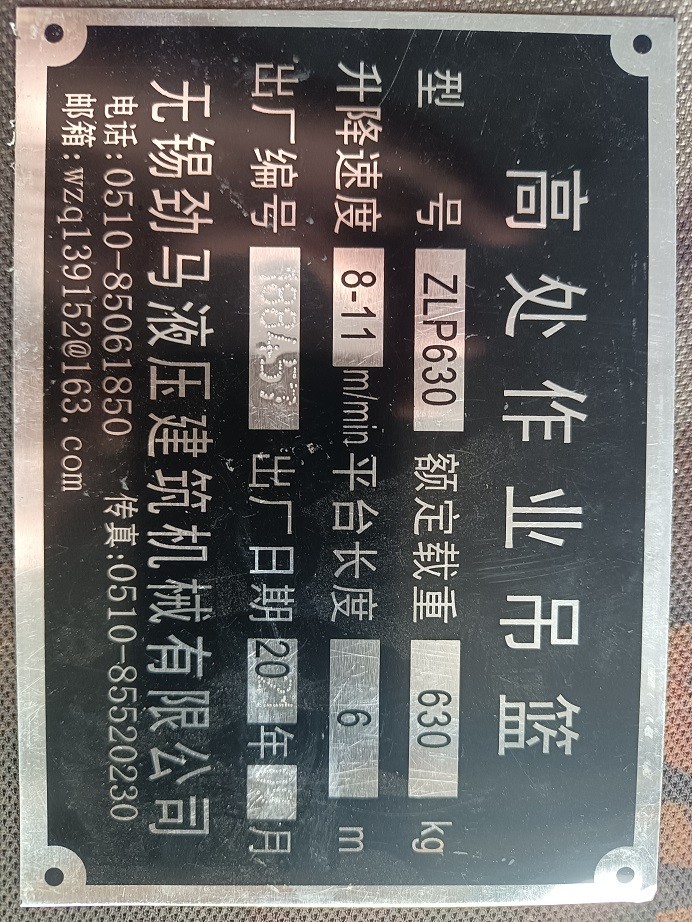 高处作业吊篮
型 号 ZLP630 额定载重 630 kg
升降速度 8-11 m/min 平台长度 6 m
出厂编号 出厂日期 20 年 月
无锡劲马液压建筑机械有限公司
电话:0510-85061850 传真:0510-85520230
邮箱:wzq139152@163.com